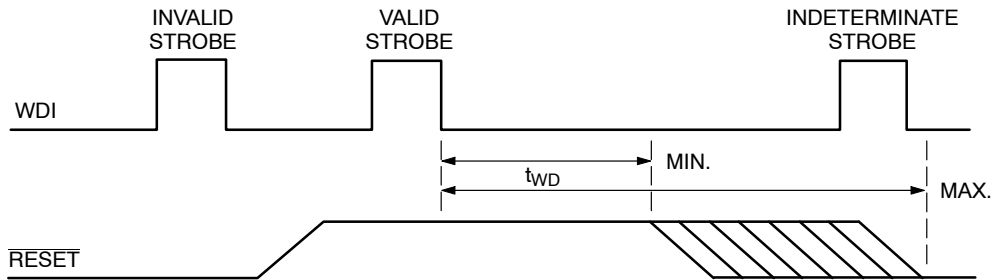 INVALID
STROBE
VALID
STROBE
INDETERMINATE
STROBE
WDI
MIN.
tWD
MAX.
RESET